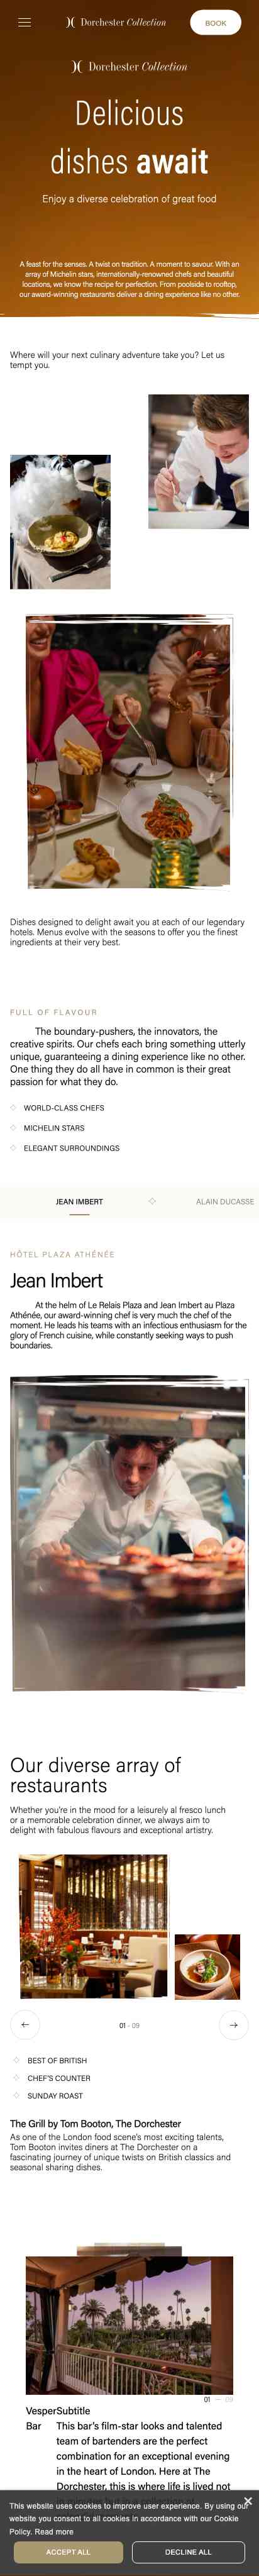 Dorchester Collection
BOOK
Dorchester Collection
Delicious
dishes await
Enjoy a diverse celebration of great food
A feast for the senses. A twist on tradition. A moment to savour. With an
array of Michelin stars, internationally-renowned chefs and beautiful
locations, we know the recipe for perfection. From poolside to rooftop,
our award-winning restaurants deliver a dining experience like no other.
Where will your next culinary adventure take you? Let us
tempt you.
Dishes designed to delight await you at each of our legendary
hotels. Menus evolve with the seasons to offer you the finest
ingredients at their very best.
FULL OF FLAVOUR
The boundary-pushers, the innovators, the
creative spirits. Our chefs each bring something utterly
unique, guaranteeing a dining experience like no other.
One thing they do all have in common is their great
passion for what they do.
WORLD-CLASS CHEFS
MICHELIN STARS
ELEGANT SURROUNDINGS
JEAN IMBERT
ALAIN DUCASSE
HÔTEL PLAZA ATHÉNÉE
Jean Imbert
At the helm of Le Relais Plaza and Jean Imbert au Plaza
Athénée, our award-winning chef is very much the chef of the
moment. He leads his teams with an infectious enthusiasm for the
glory of French cuisine, while constantly seeking ways to push
boundaries.
Our diverse array of
restaurants
Whether you're in the mood for a leisurely al fresco lunch
or a memorable celebration dinner, we always aim to
delight with fabulous flavours and exceptional artistry.
01 - 09
BEST OF BRITISH
CHEF'S COUNTER
SUNDAY ROAST
The Grill by Tom Booton, The Dorchester
As one of the London food scene's most exciting talents,
Tom Booton invites diners at The Dorchester on a
fascinating journey of unique twists on British classics and
seasonal sharing dishes.
01 — 09
Vesper Subtitle
Bar This bar's film-star looks and talented
team of bartenders are the perfect
combination for an exceptional evening
in the heart of London. Here at The
Dorchester, this is where life is lived not
This website uses cookies to improve user experience. By using our
website you consent to all cookies in accordance with our Cookie
Policy. Read more
ACCEPT ALL
DECLINE ALL